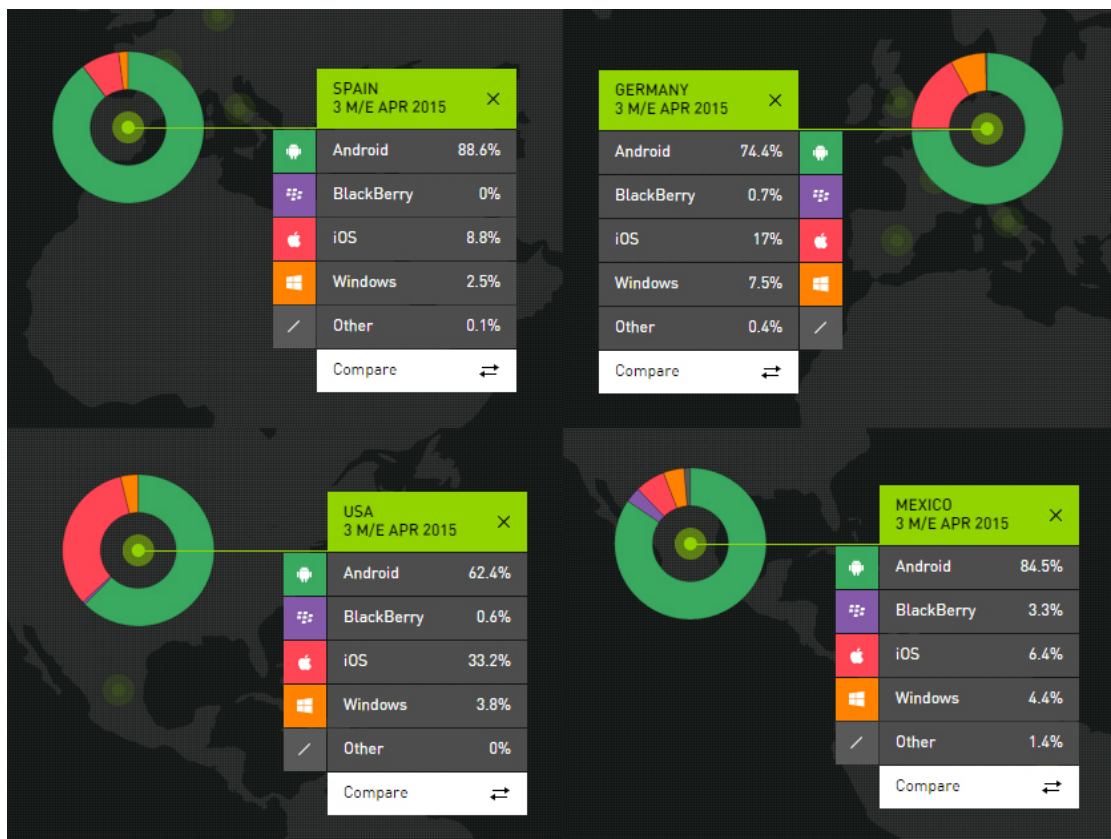 SPAIN
3 M/E APR 2015
Android 88.6%
BlackBerry 0%
iOS 8.8%
Windows 2.5%
Other 0.1%
Compare
GERMANY
3 M/E APR 2015
Android 74.4%
BlackBerry 0.7%
iOS 17%
Windows 7.5%
Other 0.4%
Compare
USA
3 M/E APR 2015
Android 62.4%
BlackBerry 0.6%
iOS 33.2%
Windows 3.8%
Other 0%
Compare
MEXICO
3 M/E APR 2015
Android 84.5%
BlackBerry 3.3%
iOS 6.4%
Windows 4.4%
Other 1.4%
Compare